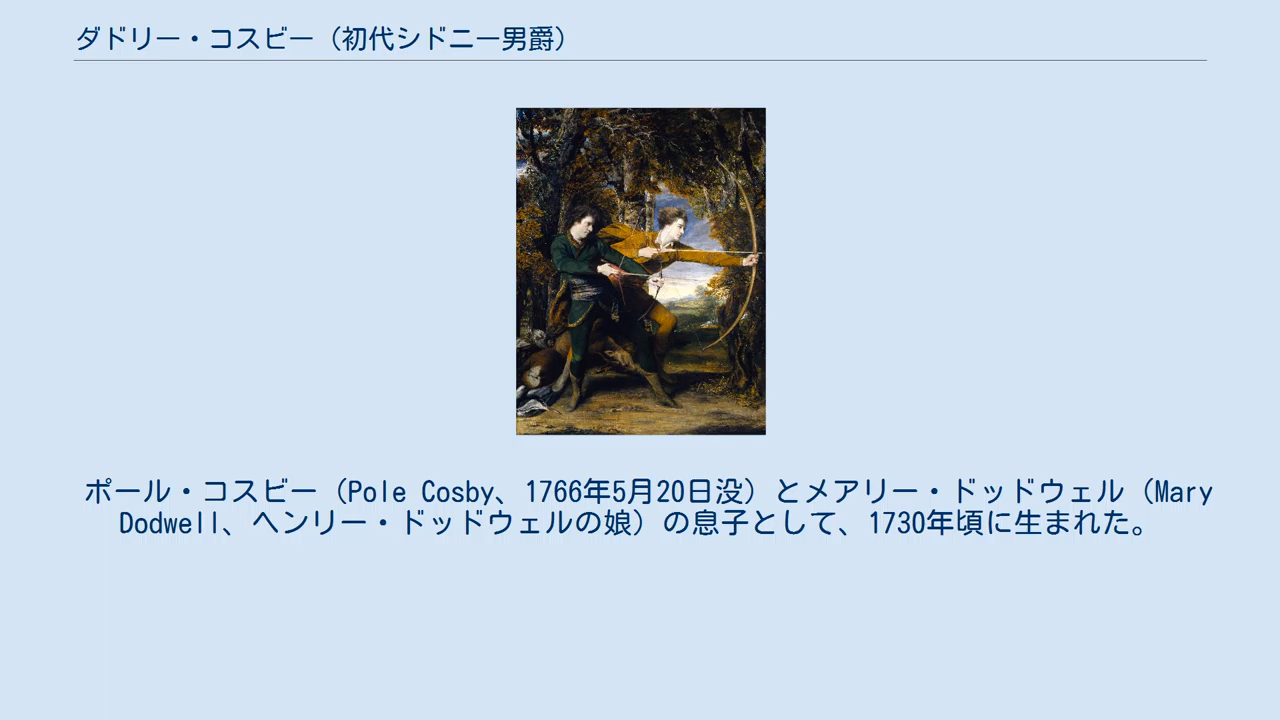 ダドリー・コスビー（初代シドニー男爵）
ポール・コスビー（Pole Cosby、1766年5月20日没）とメアリー・ドッドウェル（Mary
Dodwell、ヘンリー・ドッドウェルの娘）の息子として、1730年頃に生まれた。